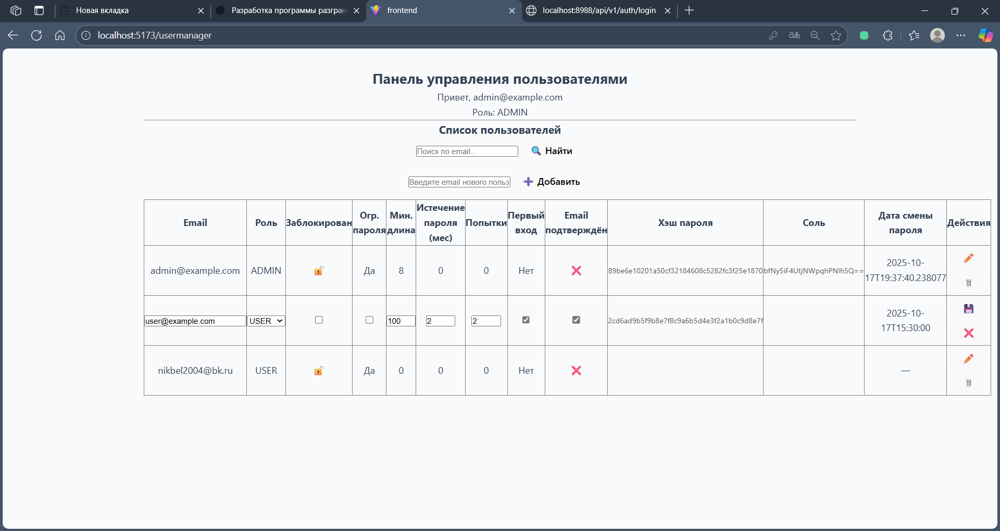 Новая вкладка
Разработка программы разгран
frontend
localhost:8988/api/v1/auth/login
localhost:5173/usermanager
Панель управления пользователями
Привет, admin@example.com
Роль: ADMIN
Список пользователей
Поиск по email...
Найти
Введите email нового польз
Добавить
Email Роль Заблокирован Огр. пароля Мин. длина Истечение пароля (мес) Попытки Первый вход Email подтверждён Хэш пароля Соль Дата смены пароля Действия
admin@example.com ADMIN Да 8 0 0 Нет 89be6e10201a50cf32184608c5282fc3f25e1870 bfNy5iF4UtjNWpqhPNIh5Q== 2025-10-17T19:37:40.238077
user@example.com USER 100 2 2 2cd6ad9b5f9b8e7f8c9a6b5d4e3f2a1b0c9d8e7f 2025-10-17T15:30:00
nikbel2004@bk.ru USER Да 0 0 0 Нет —